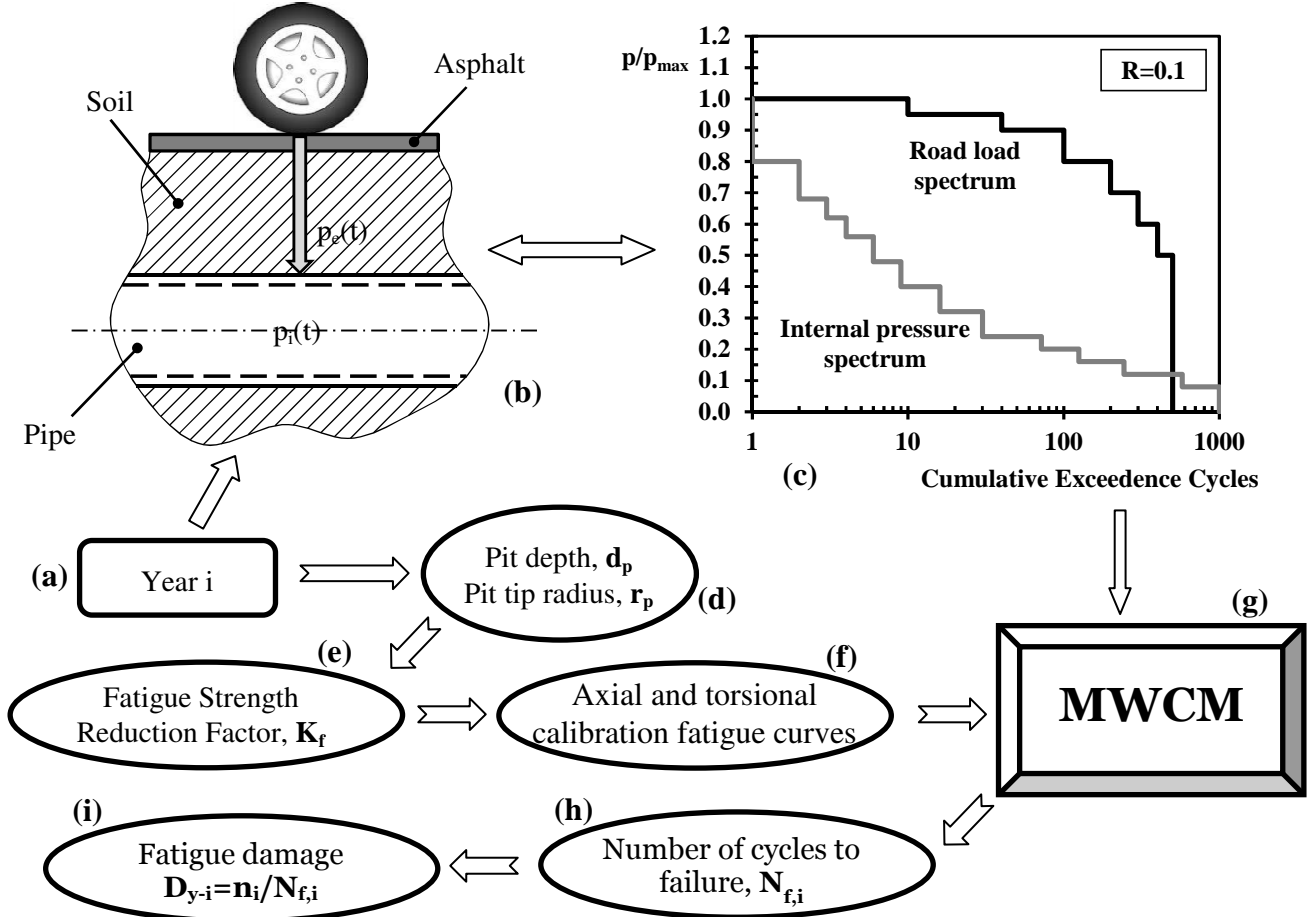 Asphalt
Soil
pe(t)
pi(t)
Pipe
(b)
p/pmax
1.2
1.1
1.0
0.9
0.8
0.7
0.6
0.5
0.4
0.3
0.2
0.1
0.0
R=0.1
Road load
spectrum
Internal pressure
spectrum
1
10
100
1000
(c)
Cumulative Exceedence Cycles
(a)
Year i
Pit depth, dp
Pit tip radius, rp
(d)
(e)
Fatigue Strength
Reduction Factor, Kf
(f)
Axial and torsional
calibration fatigue curves
(g)
MWCM
(h)
Number of cycles to
failure, Nf,i
(i)
Fatigue damage
Dy-i=ni/Nf,i